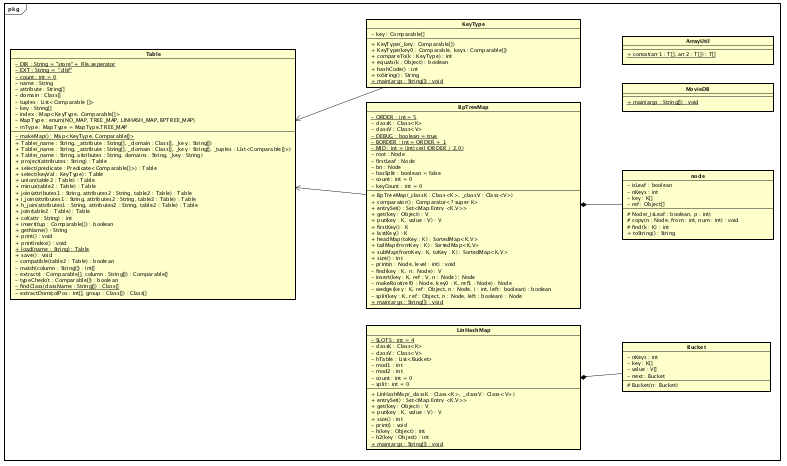 pkg
Table
- DIR : String = "store" + File.seperator
- EXT : String = ".dbf"
- count : int = 0
- name : String
- attribute : String[]
- domain : Class[]
- tuples : List<Comparable []>
- key : String[]
- index : Map<KeyType, Comparable[]>
- MapType : enum(NO_MAP, TREE_MAP, LINHASH_MAP, BPTREE_MAP)
- mType : MapType = MapType.TREE_MAP
- makeMap() : Map<KeyType, Comparable[]>
+ Table(_name : String, _attribute : String[], _domain : Class[], _key : String[])
+ Table(_name : String, _attribute : String[], _domain : Class[], _key : String[], _tuples : List<Comparable[]>)
+ Table(_name : String, attributes : String, domains : String, _key : String)
+ project(attributes : String) : Table
+ select(predicate : Predicate<Comparable[]>) : Table
+ select(keyVal : KeyType) : Table
+ union(table2 : Table) : Table
+ minus(table2 : Table) : Table
+ join(attributes1 : String, attributes2 : String, table2 : Table) : Table
+ i_join(attributes1 : String, attributes2 : String, table2 : Table) : Table
+ h_join(attributes1 : String, attributes2 : String, table2 : Table) : Table
+ join(table2 : Table) : Table
+ col(attr : String) : int
+ insert(tup : Comparable[]) : boolean
+ getName() : String
+ print() : void
+ printIndex() : void
+ load(name : String) : Table
+ save() : void
- compatible(table2 : Table) : boolean
- match(column : String[]) : int[]
- extract(t : Comparable[], column : String[]) : Comparable[]
- typeCheck(t : Comparable[]) : boolean
- findClass(className : String[]) : Class[]
- extractDom(colPos : int[], group : Class[]) : Class[]
KeyType
- key : Comparable[]
+ KeyType(_key : Comparable[])
+ KeyType(key0 : Comparable, keys : Comparable[])
+ compareTo(k : KeyType) : int
+ equals(k : Object) : boolean
+ hashCode() : int
+ toString() : String
+ main(args : String[]) : void
BpTreeMap
- ORDER : int = 5
- classK : Class<K>
- classV : Class<V>
- DEBUG : boolean = true
- BORDER : int = ORDER + 1
- MID : int = (int) ceil (ORDER / 2.0)
- root : Node
- firstLeaf : Node
- bn : Node
- hasSplit : boolean = false
- count : int = 0
- keyCount : int = 0
+ BpTreeMap(_classK : Class<K>, _classV : Class<V>)
+ comparator() : Comparator<? super K>
+ entrySet() : Set<Map.Entry<K,V>>
+ get(key : Object) : V
+ put(key : K, value : V) : V
+ firstKey() : K
+ lastKey() : K
+ headMap(toKey : K) : SortedMap<K,V>
+ tailMap(fromKey : K) : SortedMap<K,V>
+ subMap(fromKey : K, toKey : K) : SortedMap<K,V>
+ size() : int
- print(n : Node, level : int) : void
- find(key : K, n : Node) : V
- insert(key : K, ref : V, n : Node) : Node
- makeRoot(ref0 : Node, key0 : K, ref1 : Node) : Node
- wedge(key : K, ref : Object, n : Node, i : int, left : boolean) : boolean
- split(key : K, ref : Object, n : Node, left : boolean) : Node
+ main(args : String[]) : void
LinHashMap
- SLOTS : int = 4
- classK : Class<K>
- classV : Class<V>
- hTable : List<Bucket>
- mod1 : int
- mod2 : int
- count : int = 0
- split : int = 0
+ LinHashMap(_classK : Class<K>, _classV : Class<V>)
+ entrySet() : Set<Map.Entry <K,V>>
+ get(key : Object) : V
+ put(key : K, value : V) : V
+ size() : int
- print() : void
- h(key : Object) : int
- h2(key : Object) : int
+ main(args : String[]) : void
ArrayUtil
+ concat(arr1 : T[], arr2 : T[]) : T[]
MovieDB
+ main(args : String[]) : void
node
- isLeaf : boolean
- nKeys : int
- key : K[]
- ref : Object[]
# Node(_isLeaf : boolean, p : int)
# copy(n : Node, from : int, num : int) : void
# find(k : K) : int
+ toString() : String
Bucket
- nKeys : int
- key : K[]
- value : V[]
- next : Bucket
# Bucket(n : Bucket)